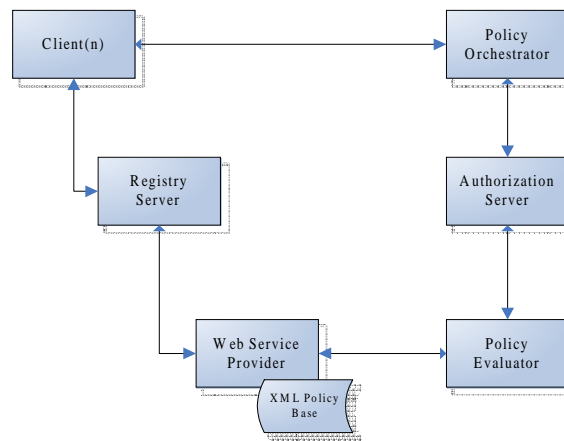 Client(n)
Policy
Orchestrator
Registry
Server
Authorization
Server
Web Service
Provider
Policy
Evaluator
XML Policy
Base